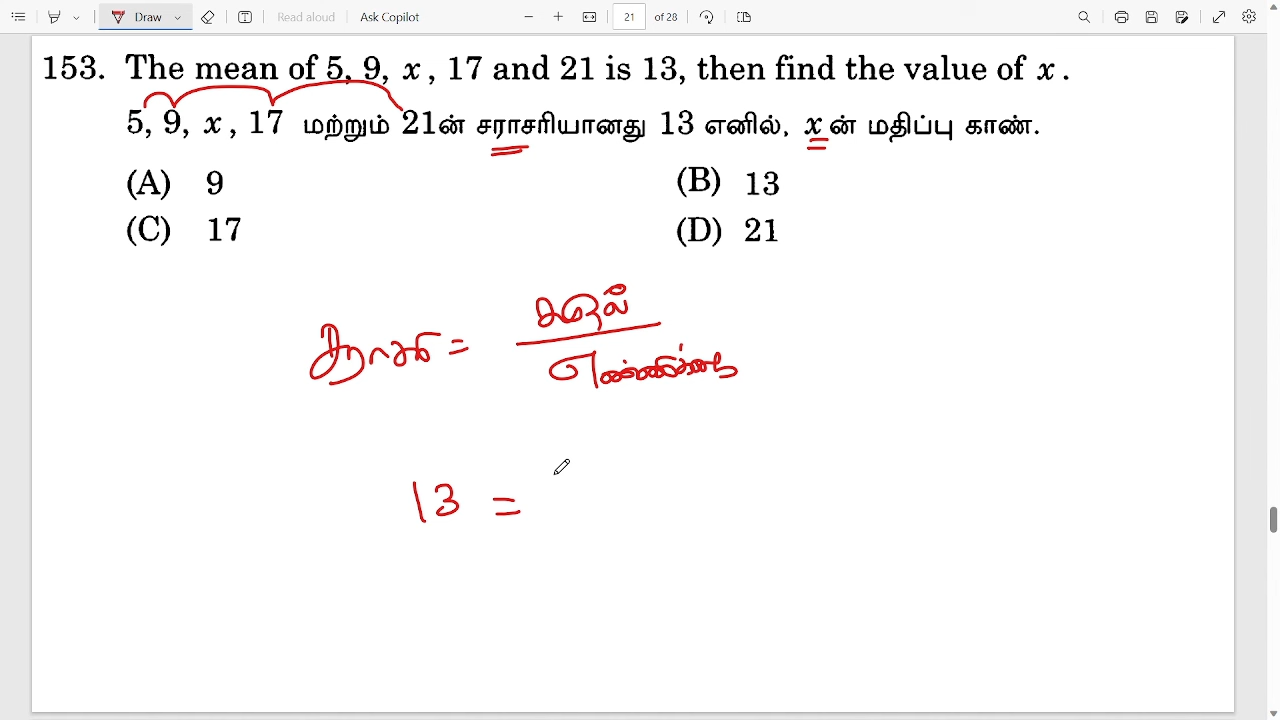 Draw
Read aloud
Ask Copilot
21 of 28
153. The mean of 5, 9, x, 17 and 21 is 13, then find the value of x.
5, 9, x, 17 மற்றும் 21ன் சராசரியானது 13 எனில், x ன் மதிப்பு காண்.
(A) 9 (B) 13
(C) 17 (D) 21
=
13 =